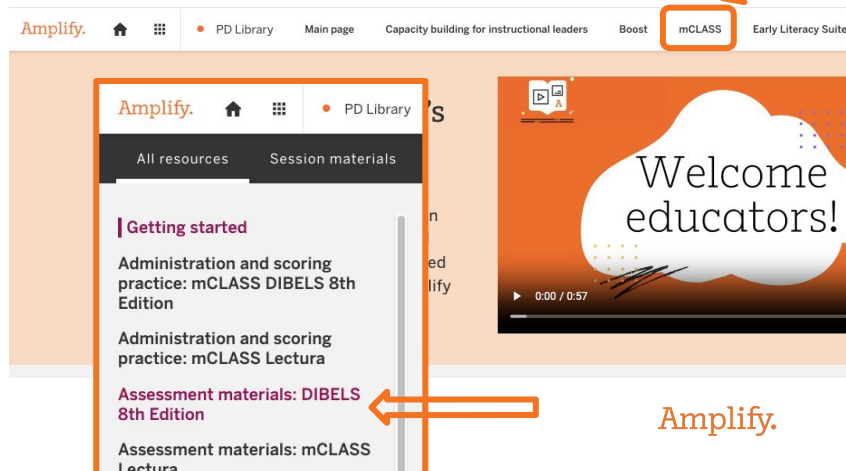 Amplify. PD Library Main page Capacity building for instructional leaders Boost mCLASS Early Literacy Suite
Amplify. PD Library
's
All resources Session materials
Getting started
Administration and scoring
practice: mCLASS DIBELS 8th
Edition
Administration and scoring
practice: mCLASS Lectura
Assessment materials: DIBELS
8th Edition
Assessment materials: mCLASS
Lectura
n
ed
lify
A
Welcome
educators!
0:00 / 0:57
Amplify.